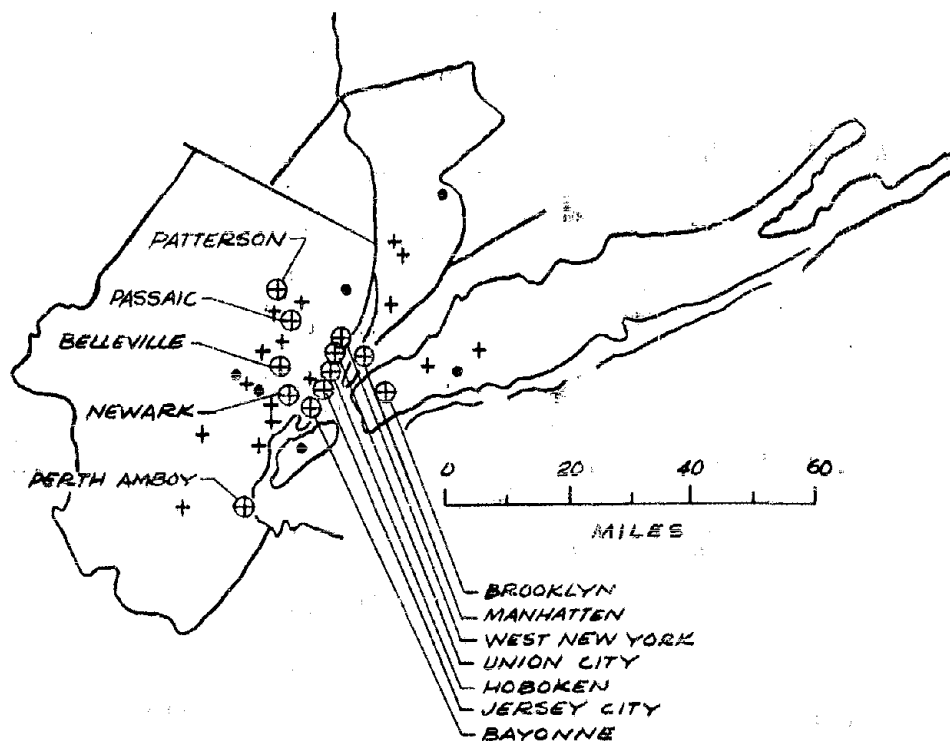 PATTERSON
PASSAIC
BELLEVILLE
NEWARK
PERTH AMBOY
0 20 40 60
MILES
BROOKLYN
MANHATTEN
WEST NEW YORK
UNION CITY
HOBOKEN
JERSEY CITY
BAYONNE